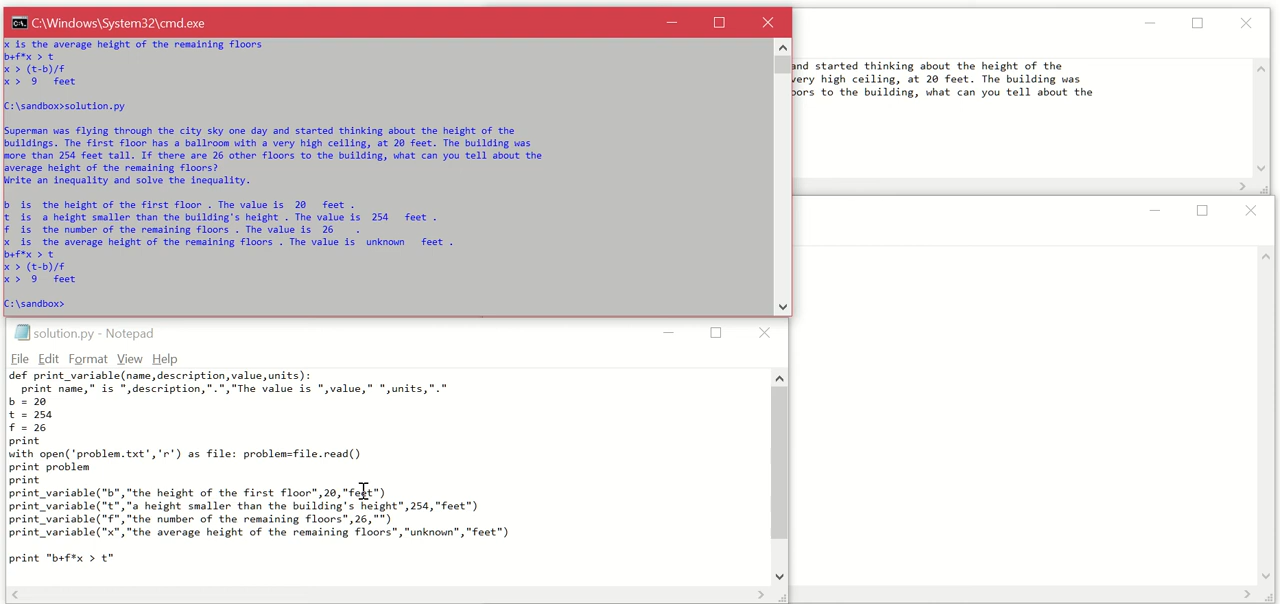 C:\Windows\System32\cmd.exe
x is the average height of the remaining floors
b+f*x > t
x > (t-b)/f
x >  9   feet
C:\sandbox>solution.py
Superman was flying through the city sky one day and started thinking about the height of the
buildings. The first floor has a ballroom with a very high ceiling, at 20 feet. The building was
more than 254 feet tall. If there are 26 other floors to the building, what can you tell about the
average height of the remaining floors?
Write an inequality and solve the inequality.
b  is  the height of the first floor . The value is  20   feet .
t  is  a height smaller than the building's height . The value is  254   feet .
f  is  the number of the remaining floors . The value is  26    .
x  is  the average height of the remaining floors . The value is  unknown   feet .
b+f*x > t
x > (t-b)/f
x >  9   feet
C:\sandbox>
and started thinking about the height of the
very high ceiling, at 20 feet. The building was
oors to the building, what can you tell about the
solution.py - Notepad
File Edit Format View Help
def print_variable(name,description,value,units):
  print name," is ",description,".","The value is ",value," ",units,"."
b = 20
t = 254
f = 26
print
with open('problem.txt','r') as file: problem=file.read()
print problem
print
print_variable("b","the height of the first floor",20,"feet")
print_variable("t","a height smaller than the building's height",254,"feet")
print_variable("f","the number of the remaining floors",26,"")
print_variable("x","the average height of the remaining floors","unknown","feet")
print "b+f*x > t"